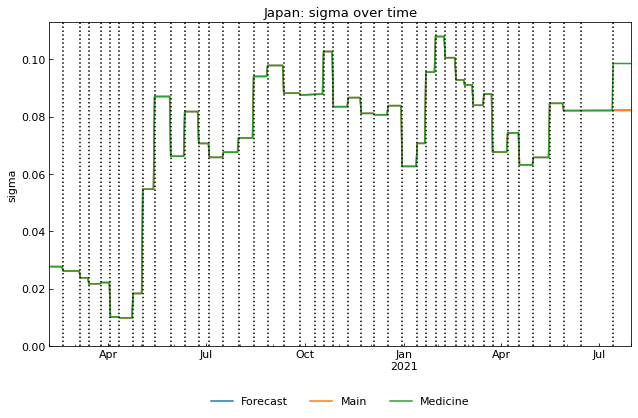 Japan: sigma over time
0.10
0.08
0.06
0.04
0.02
0.00
sigma
Apr Jul Oct Jan Apr Jul
2021
Forecast Main Medicine